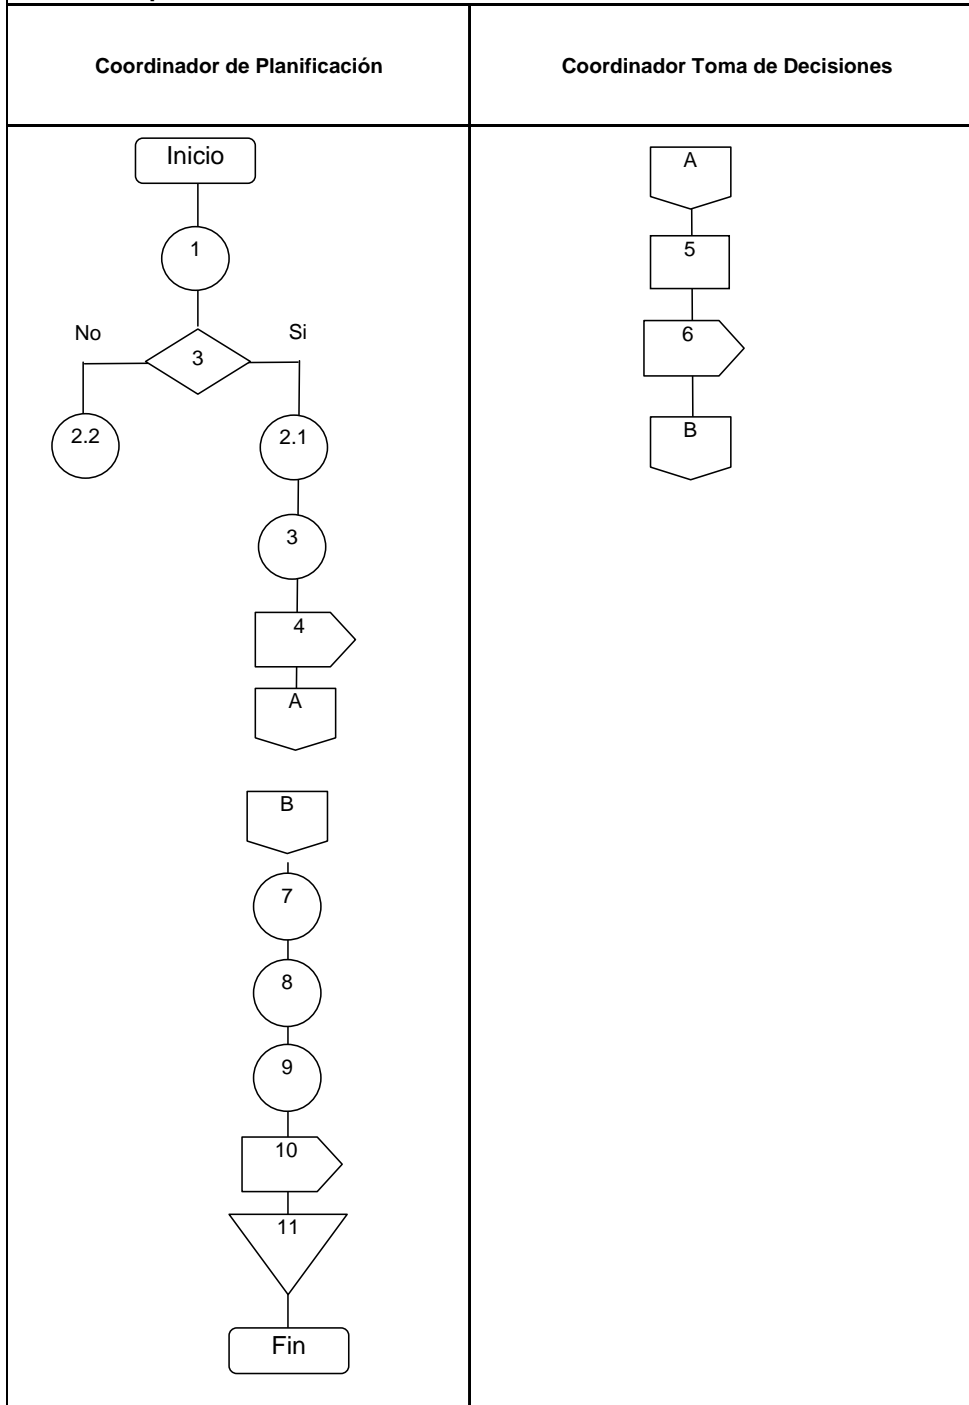 Coordinador de Planificación
Coordinador Toma de Decisiones
Inicio
1
No
Si
3
2.2
2.1
3
4
A
B
7
8
9
10
11
Fin
A
5
6
B